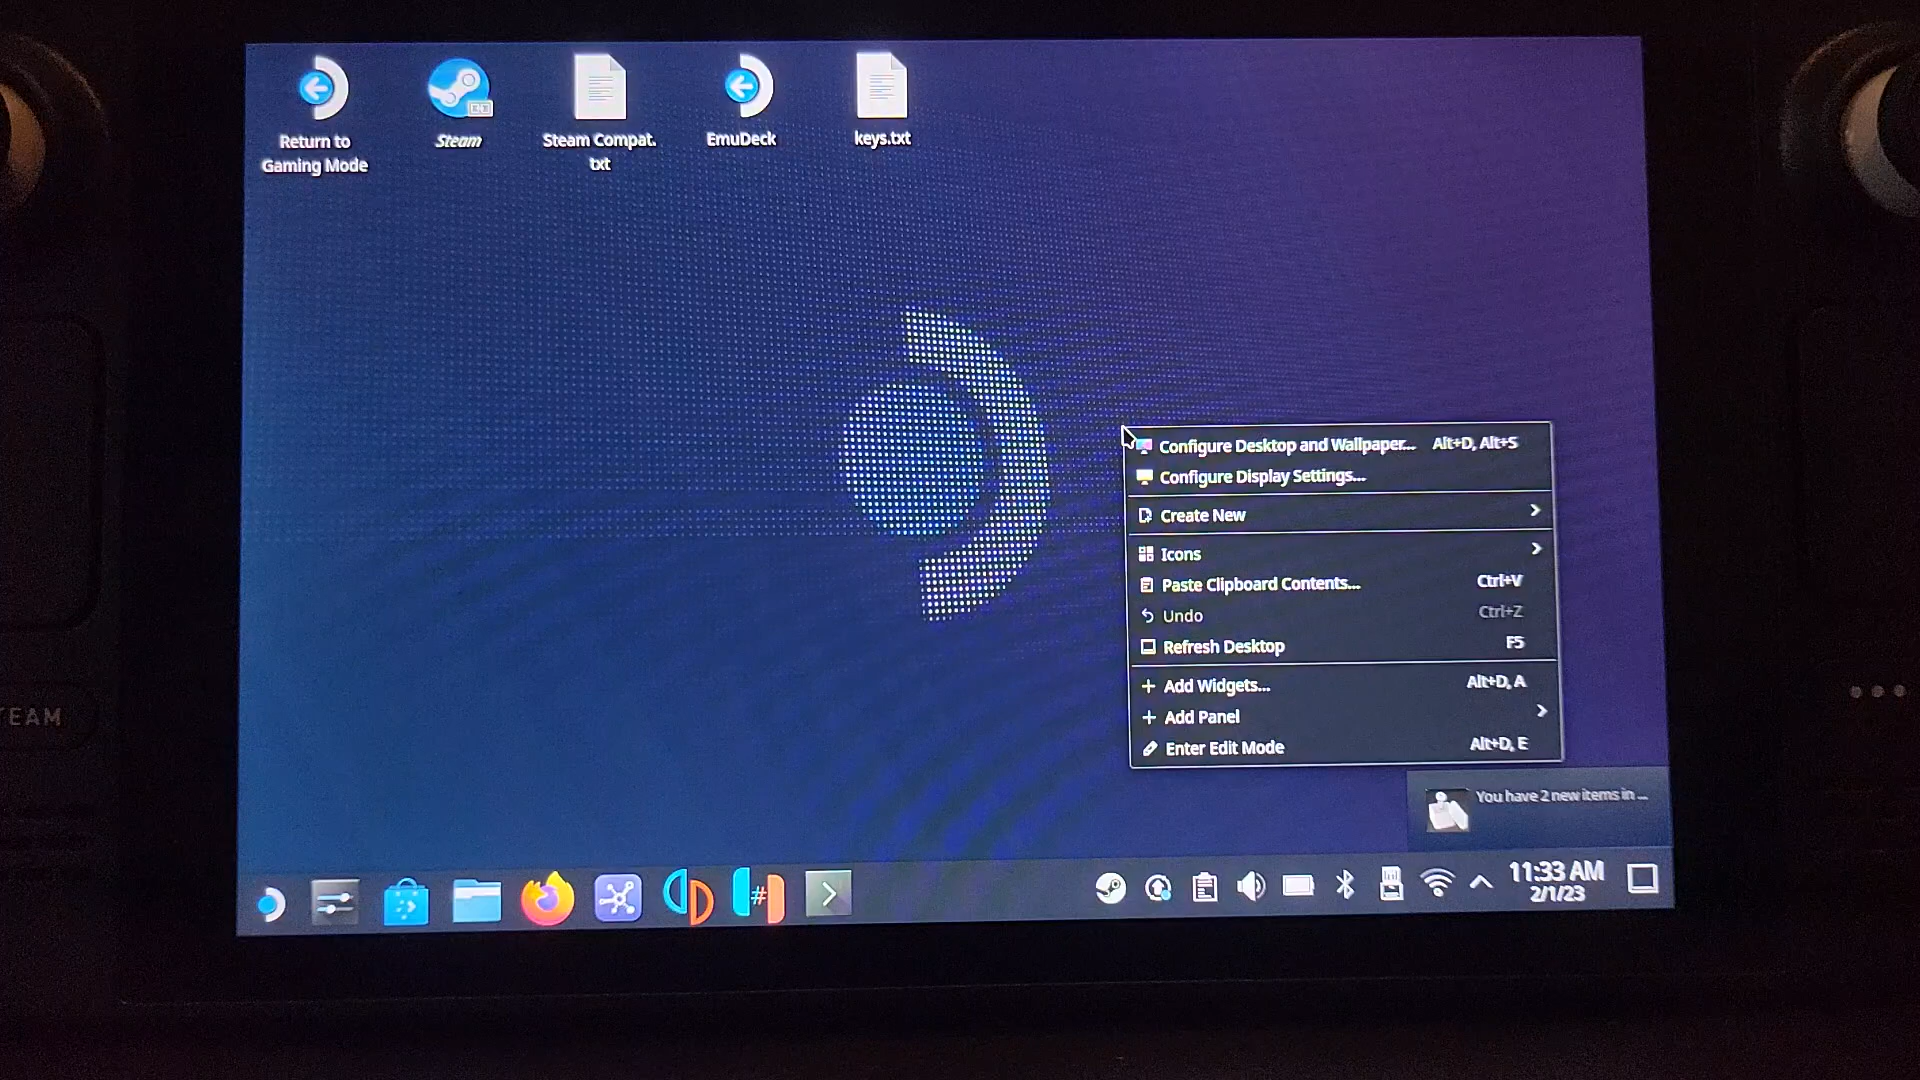 Return to
Gaming Mode
Steam
Steam Compat.
txt
EmuDeck
keys.txt
Configure Desktop and Wallpaper... Alt+D, Alt+S
Configure Display Settings...
Create New
Icons
Paste Clipboard Contents... Ctrl+V
Undo Ctrl+Z
Refresh Desktop F5
Add Widgets... Alt+D, A
Add Panel
Enter Edit Mode Alt+D, E
You have 2 new items in ...
TEAM
#
11:33 AM
2/1/23